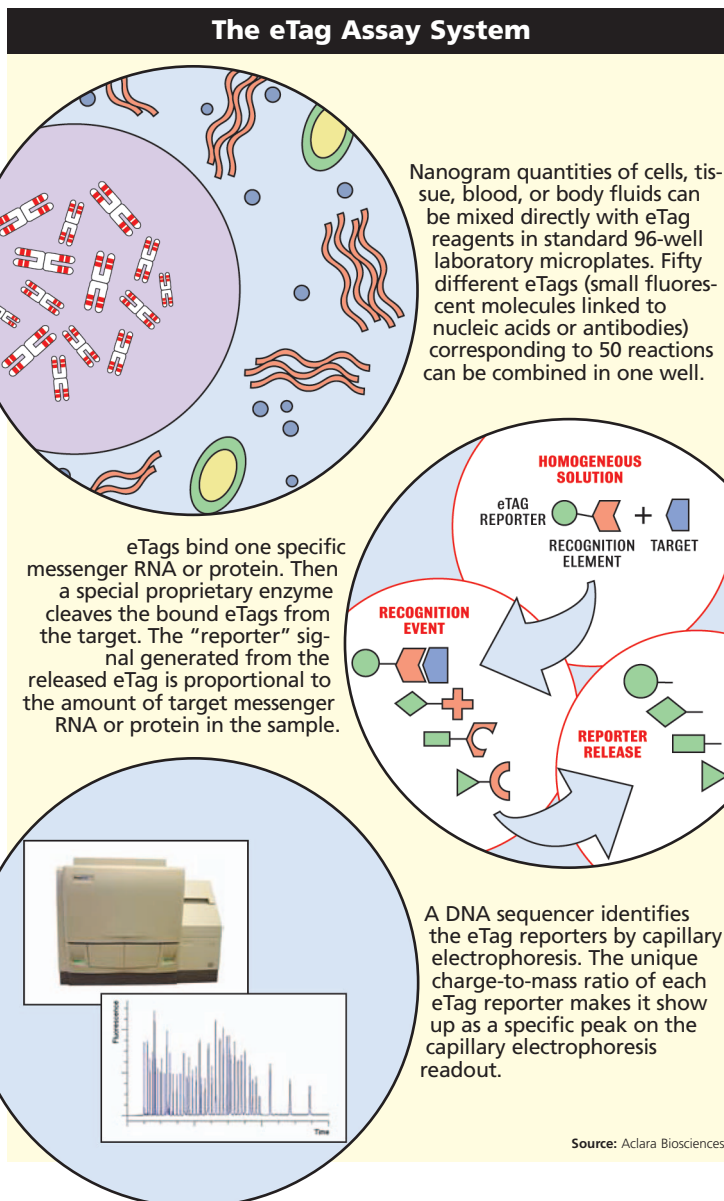 The eTag Assay System
Nanogram quantities of cells, tis-
sue, blood, or body fluids can
be mixed directly with eTag
reagents in standard 96-well
laboratory microplates. Fifty
different eTags (small fluores-
cent molecules linked to
nucleic acids or antibodies)
corresponding to 50 reactions
can be combined in one well.
HOMOGENEOUS
SOLUTION
eTAG
REPORTER
+
RECOGNITION
ELEMENT
TARGET
eTags bind one specific
messenger RNA or protein. Then
a special proprietary enzyme
cleaves the bound eTags from
the target. The “reporter” sig-
nal generated from the
released eTag is proportional to
the amount of target messenger
RNA or protein in the sample.
RECOGNITION
EVENT
REPORTER
RELEASE
A DNA sequencer identifies
the eTag reporters by capillary
electrophoresis. The unique
charge-to-mass ratio of each
eTag reporter makes it show
up as a specific peak on the
capillary electrophoresis
readout.
Fluorescence
Time
Source: Aclara Biosciences